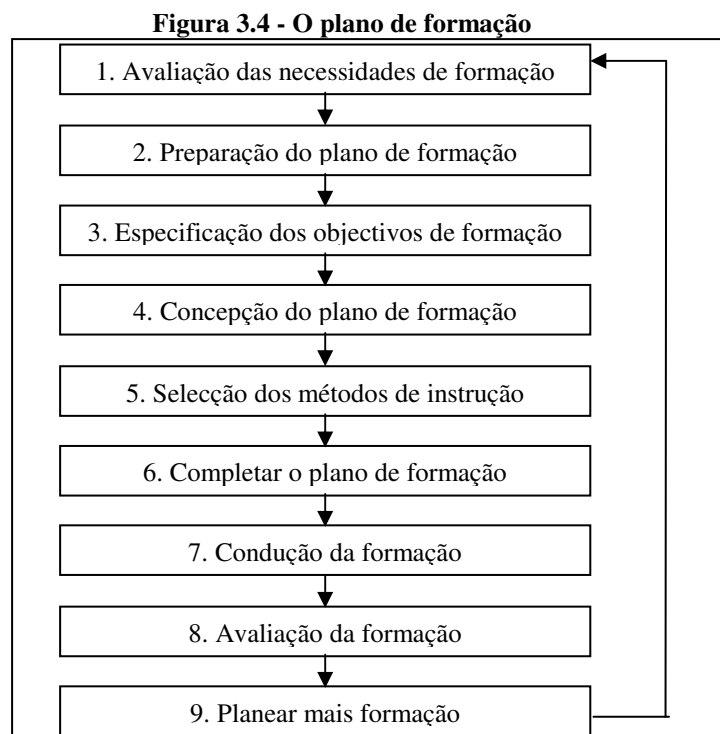 Figura 3.4 - O plano de formação
1. Avaliação das necessidades de formação
2. Preparação do plano de formação
3. Especificação dos objectivos de formação
4. Concepção do plano de formação
5. Selecção dos métodos de instrução
6. Completar o plano de formação
7. Condução da formação
8. Avaliação da formação
9. Planear mais formação